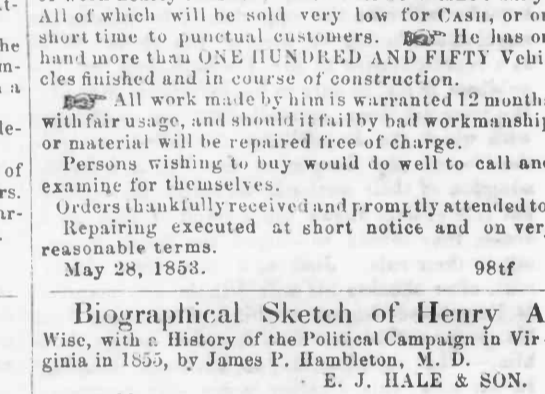 All of which will be sold very low for CASH, or on
short time to punctual customers. ☞ He has on
hand more than ONE HUNDRED AND FIFTY Vehi
cles finished and in course of construction.
☞ All work made by him is warranted 12 months
with fair usage, and should it fail by bad workmanship
or material will be repaired free of charge.
Persons wishing to buy would do well to call and
examine for themselves.
Orders thankfully received and promptly attended to
Repairing executed at short notice and on very
reasonable terms.
May 28, 1853. 98tf
Biographical Sketch of Henry A
Wise, with a History of the Political Campaign in Vir-
ginia in 1855, by James P. Hambleton, M. D.
E. J. HALE & SON.